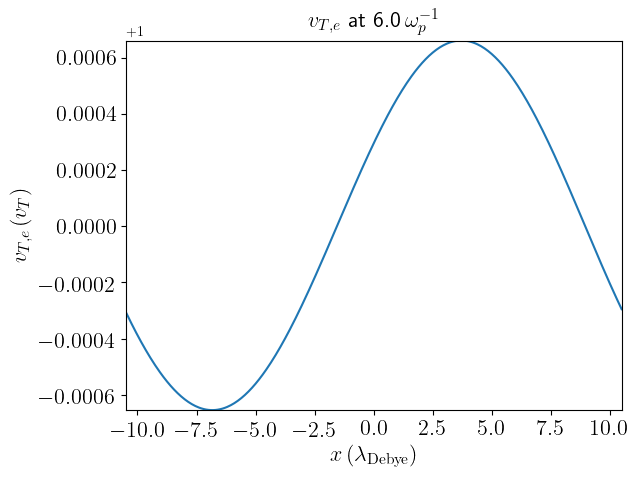 v_{T,e} at 6.0 ω_p^{-1}
+1
0.0006
0.0004
0.0002
0.0000
−0.0002
−0.0004
−0.0006
v_{T,e} (v_T)
−10.0 −7.5 −5.0 −2.5 0.0 2.5 5.0 7.5 10.0
x (λ_Debye)